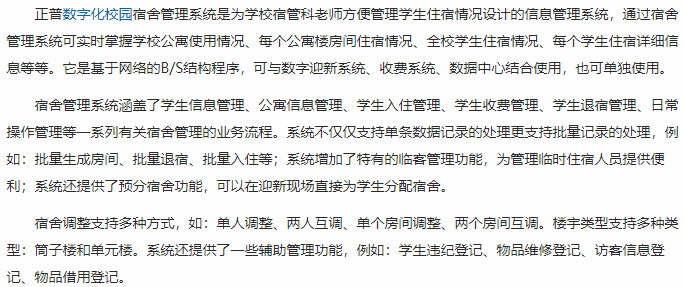 正普数字化校园宿舍管理系统是为学校宿管科老师方便管理学生住宿情况设计的信息管理系统，通过宿舍
管理系统可实时掌握学校公寓使用情况、每个公寓楼房间住宿情况、全校学生住宿情况、每个学生住宿详细信
息等等。它是基于网络的B/S结构程序，可与数字迎新系统、收费系统、数据中心结合使用，也可单独使用。
宿舍管理系统涵盖了学生信息管理、公寓信息管理、学生入住管理、学生收费管理、学生退宿管理、日常
操作管理等一系列有关宿舍管理的业务流程。系统不仅仅支持单条数据记录的处理更支持批量记录的处理，例
如：批量生成房间、批量退宿、批量入住等；系统增加了特有的临客管理功能，为管理临时住宿人员提供便
利；系统还提供了预分宿舍功能，可以在迎新现场直接为学生分配宿舍。
宿舍调整支持多种方式，如：单人调整、两人互调、单个房间调整、两个房间互调。楼宇类型支持多种类
型：筒子楼和单元楼。系统还提供了一些辅助管理功能，例如：学生违纪登记、物品维修登记、访客信息登
记、物品借用登记。